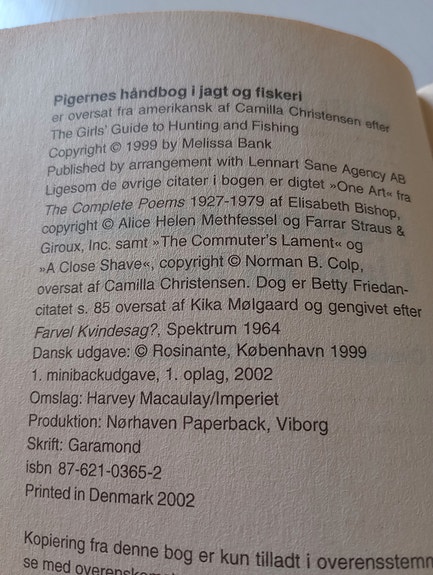 Pigernes håndbog i jagt og fiskeri
er oversat fra amerikansk af Camilla Christensen efter
The Girls' Guide to Hunting and Fishing
Copyright © 1999 by Melissa Bank
Published by arrangement with Lennart Sane Agency AB
Ligesom de øvrige citater i bogen er digtet »One Art« fra
The Complete Poems 1927-1979 af Elisabeth Bishop,
copyright © Alice Helen Methfessel og Farrar Straus &
Giroux, Inc. samt »The Commuter's Lament« og
»A Close Shave«, copyright © Norman B. Colp,
oversat af Camilla Christensen. Dog er Betty Friedan-
citatet s. 85 oversat af Kika Mølgaard og gengivet efter
Farvel Kvindesag?, Spektrum 1964
Dansk udgave: © Rosinante, København 1999
1. minibackudgave, 1. oplag, 2002
Omslag: Harvey Macaulay/Imperiet
Produktion: Nørhaven Paperback, Viborg
Skrift: Garamond
isbn 87-621-0365-2
Printed in Denmark 2002
Kopiering fra denne bog er kun tilladt i overensstemm
se med overenskomst